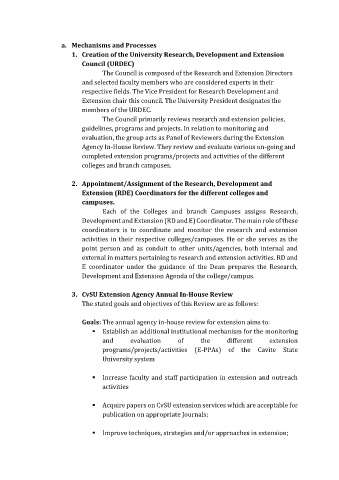 a. Mechanisms and Processes
1. Creation of the University Research, Development and Extension
Council (URDEC)
The Council is composed of the Research and Extension Directors
and selected faculty members who are considered experts in their
respective fields. The Vice President for Research Development and
Extension chair this council. The University President designates the
members of the URDEC.
The Council primarily reviews research and extension policies,
guidelines, programs and projects. In relation to monitoring and
evaluation, the group acts as Panel of Reviewers during the Extension
Agency In-House Review. They review and evaluate various on-going and
completed extension programs/projects and activities of the different
colleges and branch campuses.
2. Appointment/Assignment of the Research, Development and
Extension (RDE) Coordinators for the different colleges and
campuses.
Each of the Colleges and branch Campuses assigns Research,
Development and Extension (RD and E) Coordinator. The main role of these
coordinators is to coordinate and monitor the research and extension
activities in their respective colleges/campuses. He or she serves as the
point person and as conduit to other units/agencies, both internal and
external in matters pertaining to research and extension activities. RD and
E coordinator under the guidance of the Dean prepares the Research,
Development and Extension Agenda of the college/campus.
3. CvSU Extension Agency Annual In-House Review
The stated goals and objectives of this Review are as follows:
Goals: The annual agency in-house review for extension aims to:
▪ Establish an additional institutional mechanism for the monitoring
and evaluation of the different extension
programs/projects/activities (E-PPAs) of the Cavite State
University system
▪ Increase faculty and staff participation in extension and outreach
activities
▪ Acquire papers on CvSU extension services which are acceptable for
publication on appropriate Journals;
▪ Improve techniques, strategies and/or approaches in extension;